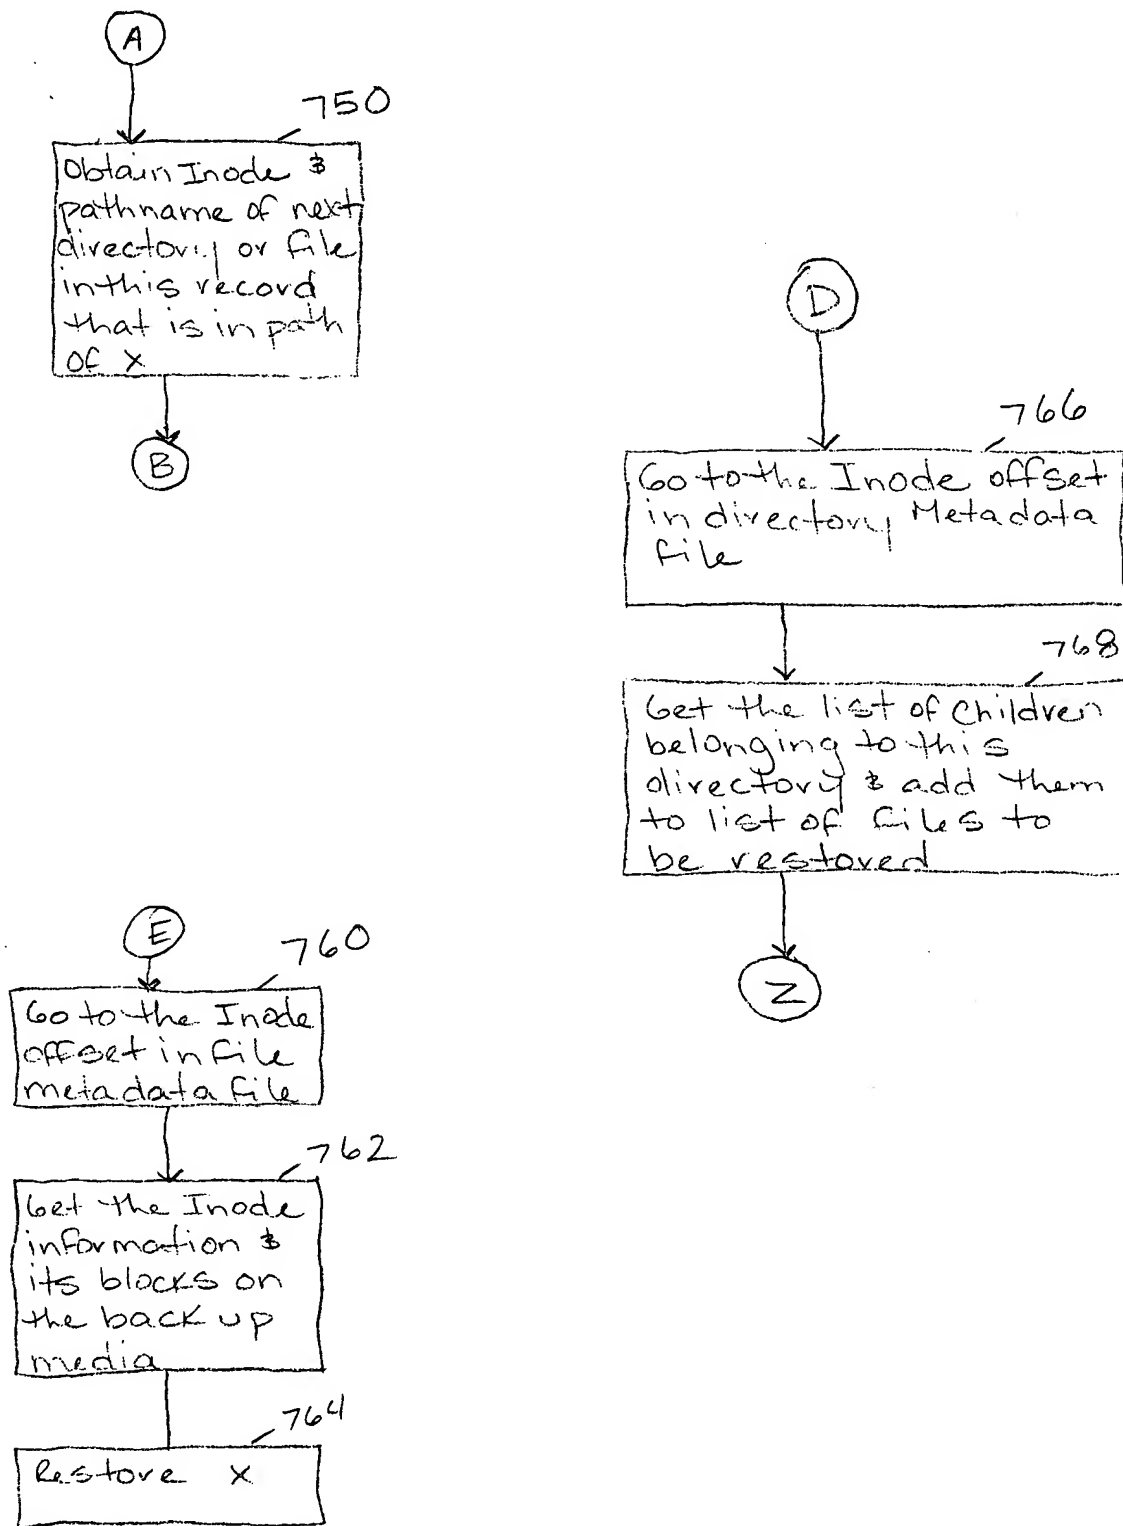 A
750
Obtain Inode &
pathname of next
directory or file
in this record
that is in path
of x
B
D
766
Go to the Inode offset
in directory Metadata
file
768
Get the list of Children
belonging to this
directory & add them
to list of files to
be restored
Z
E
760
Go to the Inode
offset in file
metadata file
762
Get the Inode
information &
its blocks on
the back up
media
764
Restore x